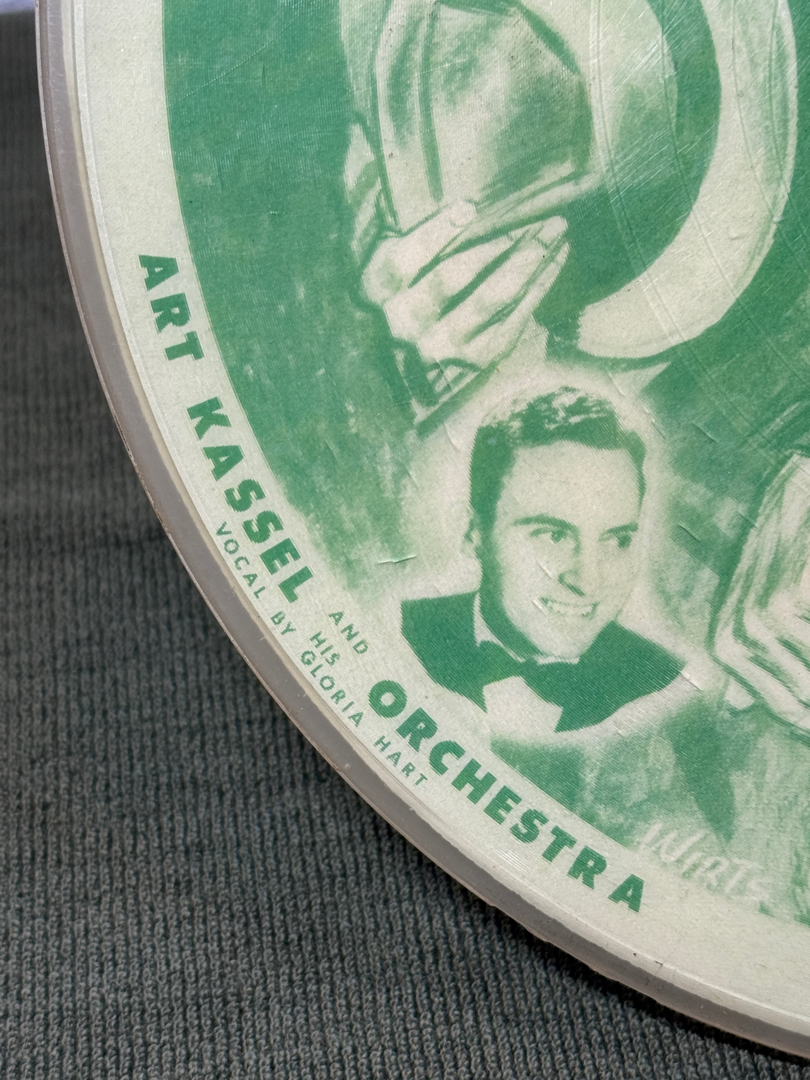 ART KASSEL AND HIS ORCHESTRA
VOCAL BY GLORIA HART
WIRTS